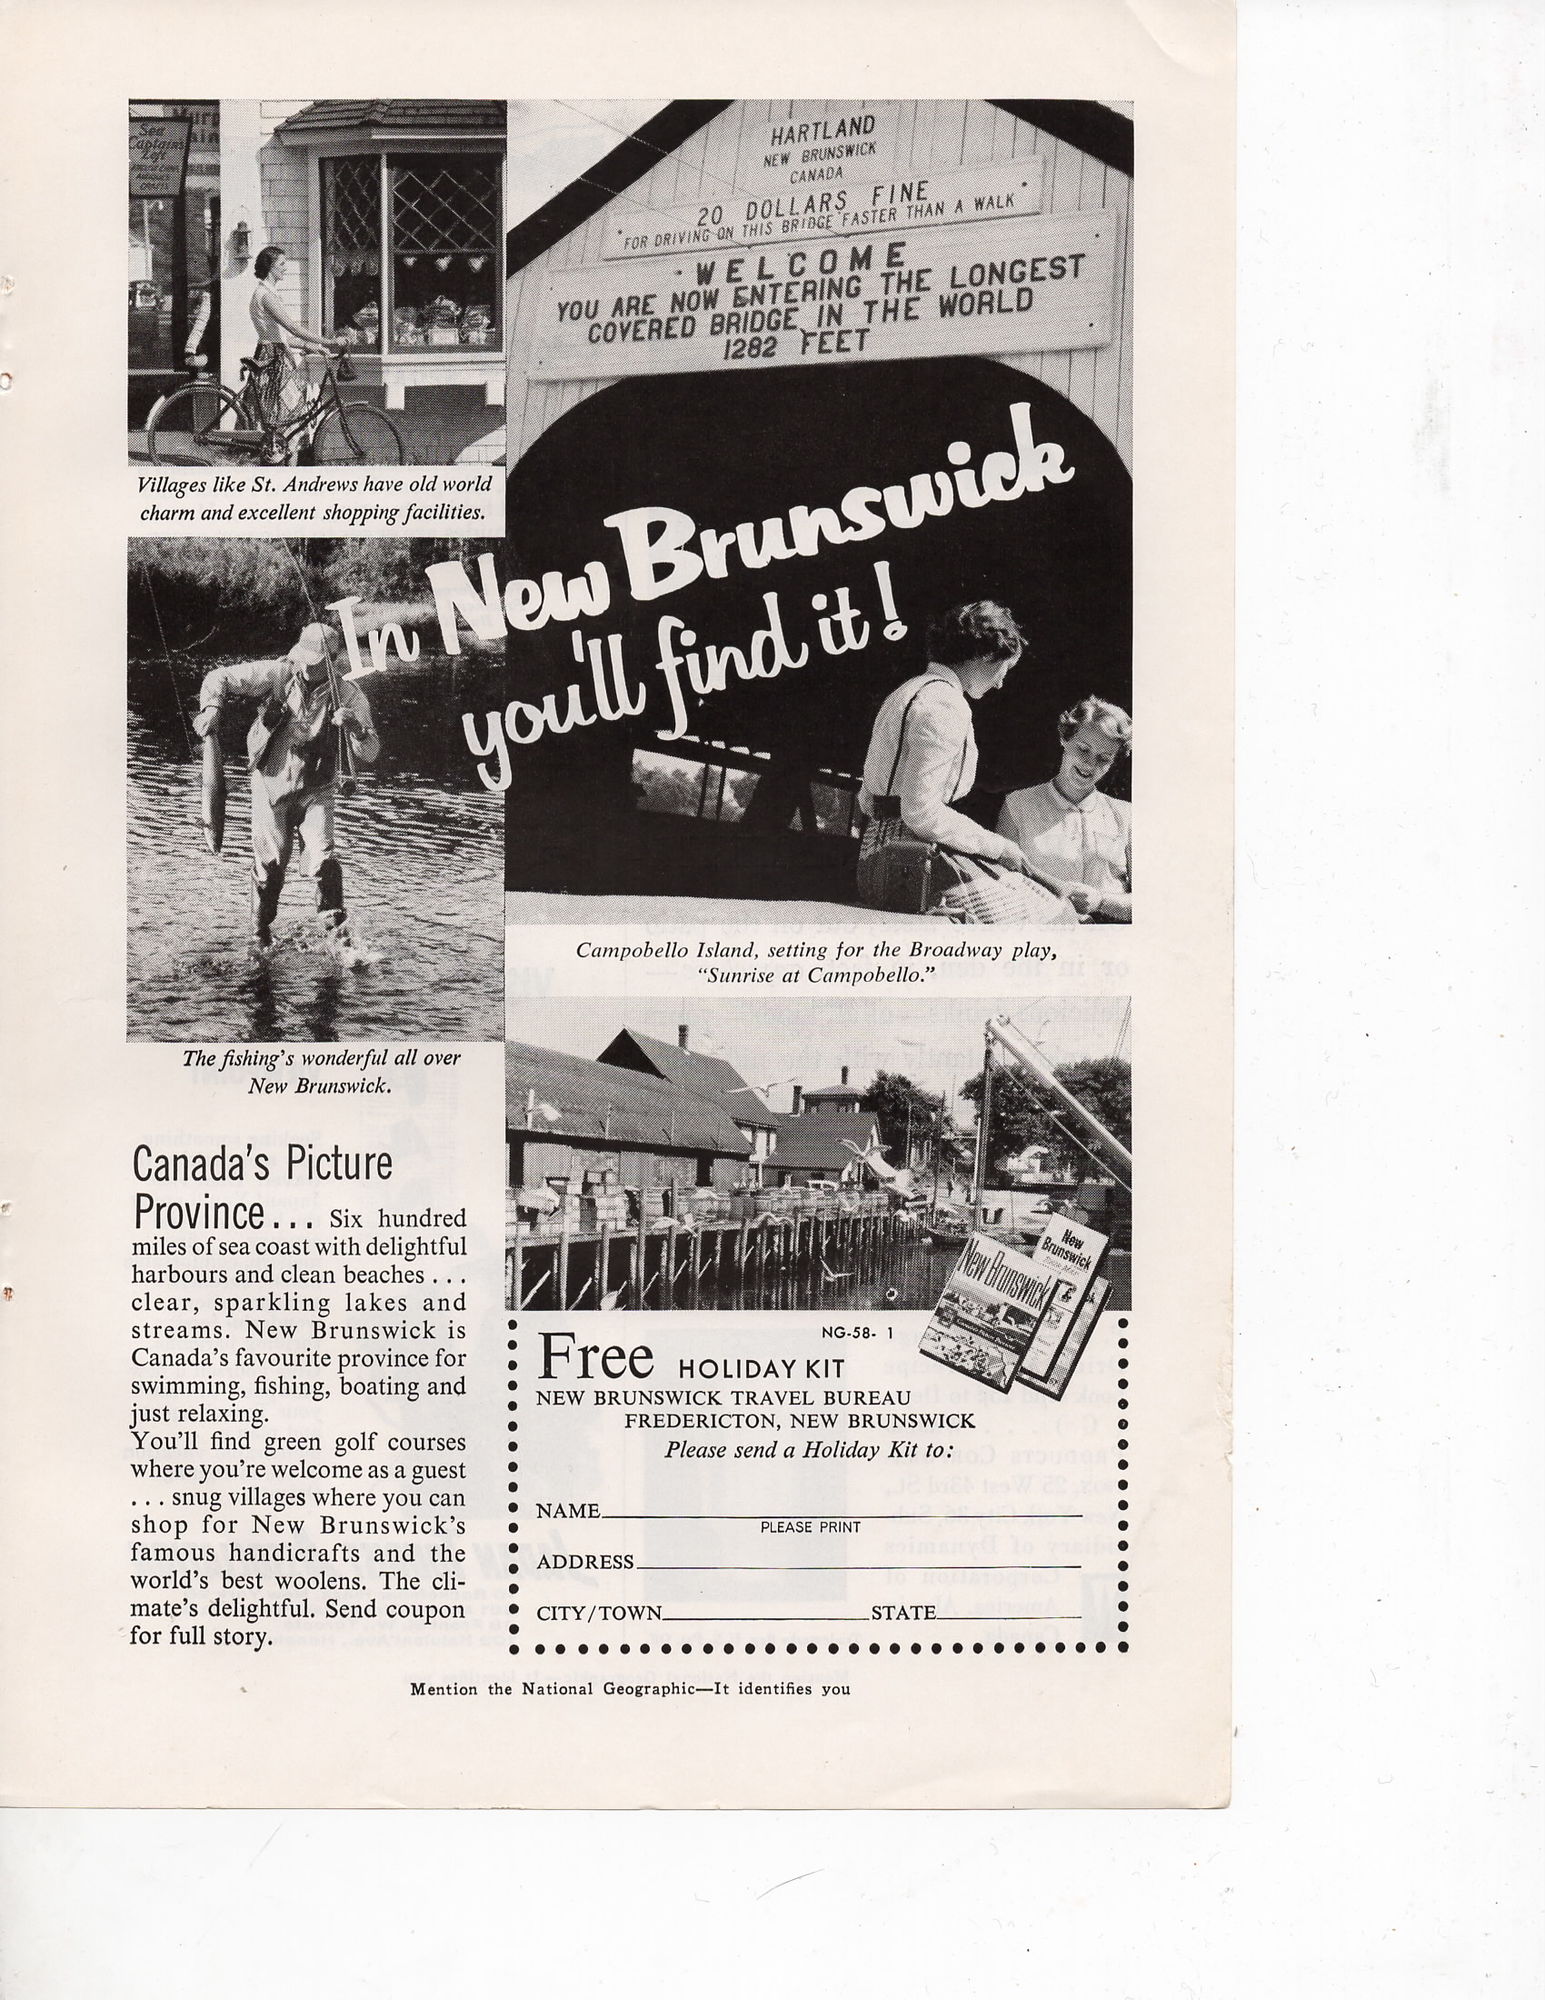 Sea
Captain's
Loft
HARTLAND
NEW BRUNSWICK
CANADA
20 DOLLARS FINE
FOR DRIVING ON THIS BRIDGE FASTER THAN A WALK
WELCOME
YOU ARE NOW ENTERING THE LONGEST
COVERED BRIDGE IN THE WORLD
1282 FEET
Villages like St. Andrews have old world
charm and excellent shopping facilities.
In New Brunswick
you'll find it!
The fishing's wonderful all over
New Brunswick.
Campobello Island, setting for the Broadway play,
“Sunrise at Campobello.”
Canada's Picture
Province... Six hundred
miles of sea coast with delightful
harbours and clean beaches ...
clear, sparkling lakes and
streams. New Brunswick is
Canada's favourite province for
swimming, fishing, boating and
just relaxing.
You'll find green golf courses
where you're welcome as a guest
... snug villages where you can
shop for New Brunswick's
famous handicrafts and the
world's best woolens. The cli-
mate's delightful. Send coupon
for full story.
New Brunswick
New
Brunswick
NG-58- 1
Free HOLIDAY KIT
NEW BRUNSWICK TRAVEL BUREAU
FREDERICTON, NEW BRUNSWICK
Please send a Holiday Kit to:
NAME
PLEASE PRINT
ADDRESS
CITY/TOWN STATE
Mention the National Geographic—It identifies you